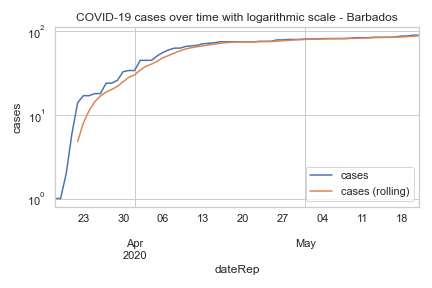 COVID-19 cases over time with logarithmic scale - Barbados
10²
10¹
10⁰
cases
cases
cases (rolling)
23 30 06 13 20 27 04 11 18
Apr May
2020
dateRep